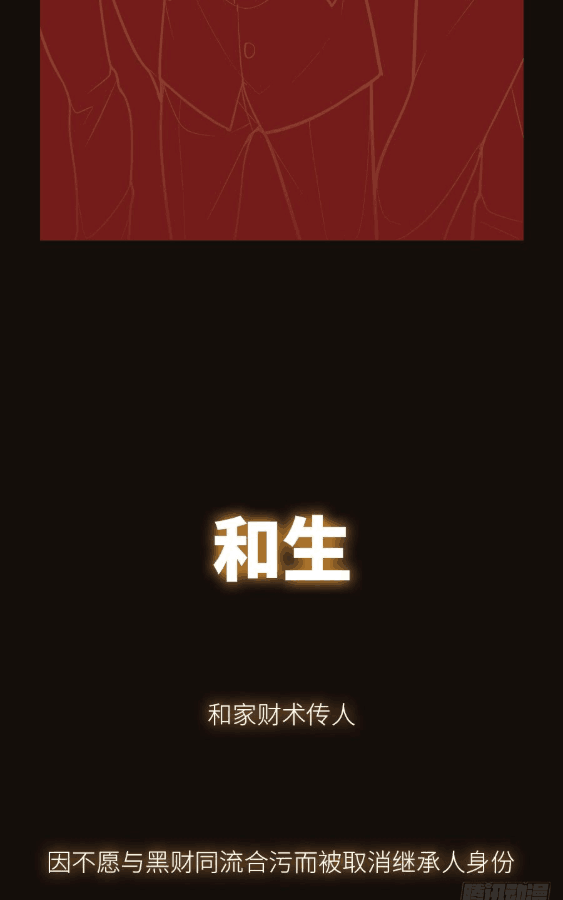 和生
和家财术传人
因不愿与黑财同流合污而被取消继承人身份
腾讯动漫